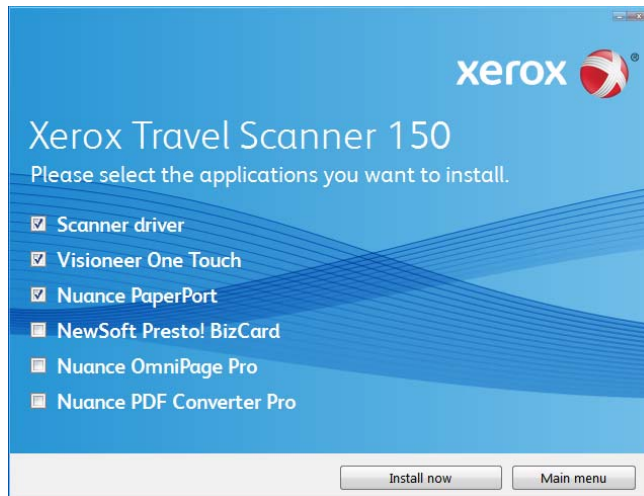 xerox
Xerox Travel Scanner 150
Please select the applications you want to install.
Scanner driver
Visioneer One Touch
Nuance PaperPort
NewSoft Presto! BizCard
Nuance OmniPage Pro
Nuance PDF Converter Pro
Install now Main menu